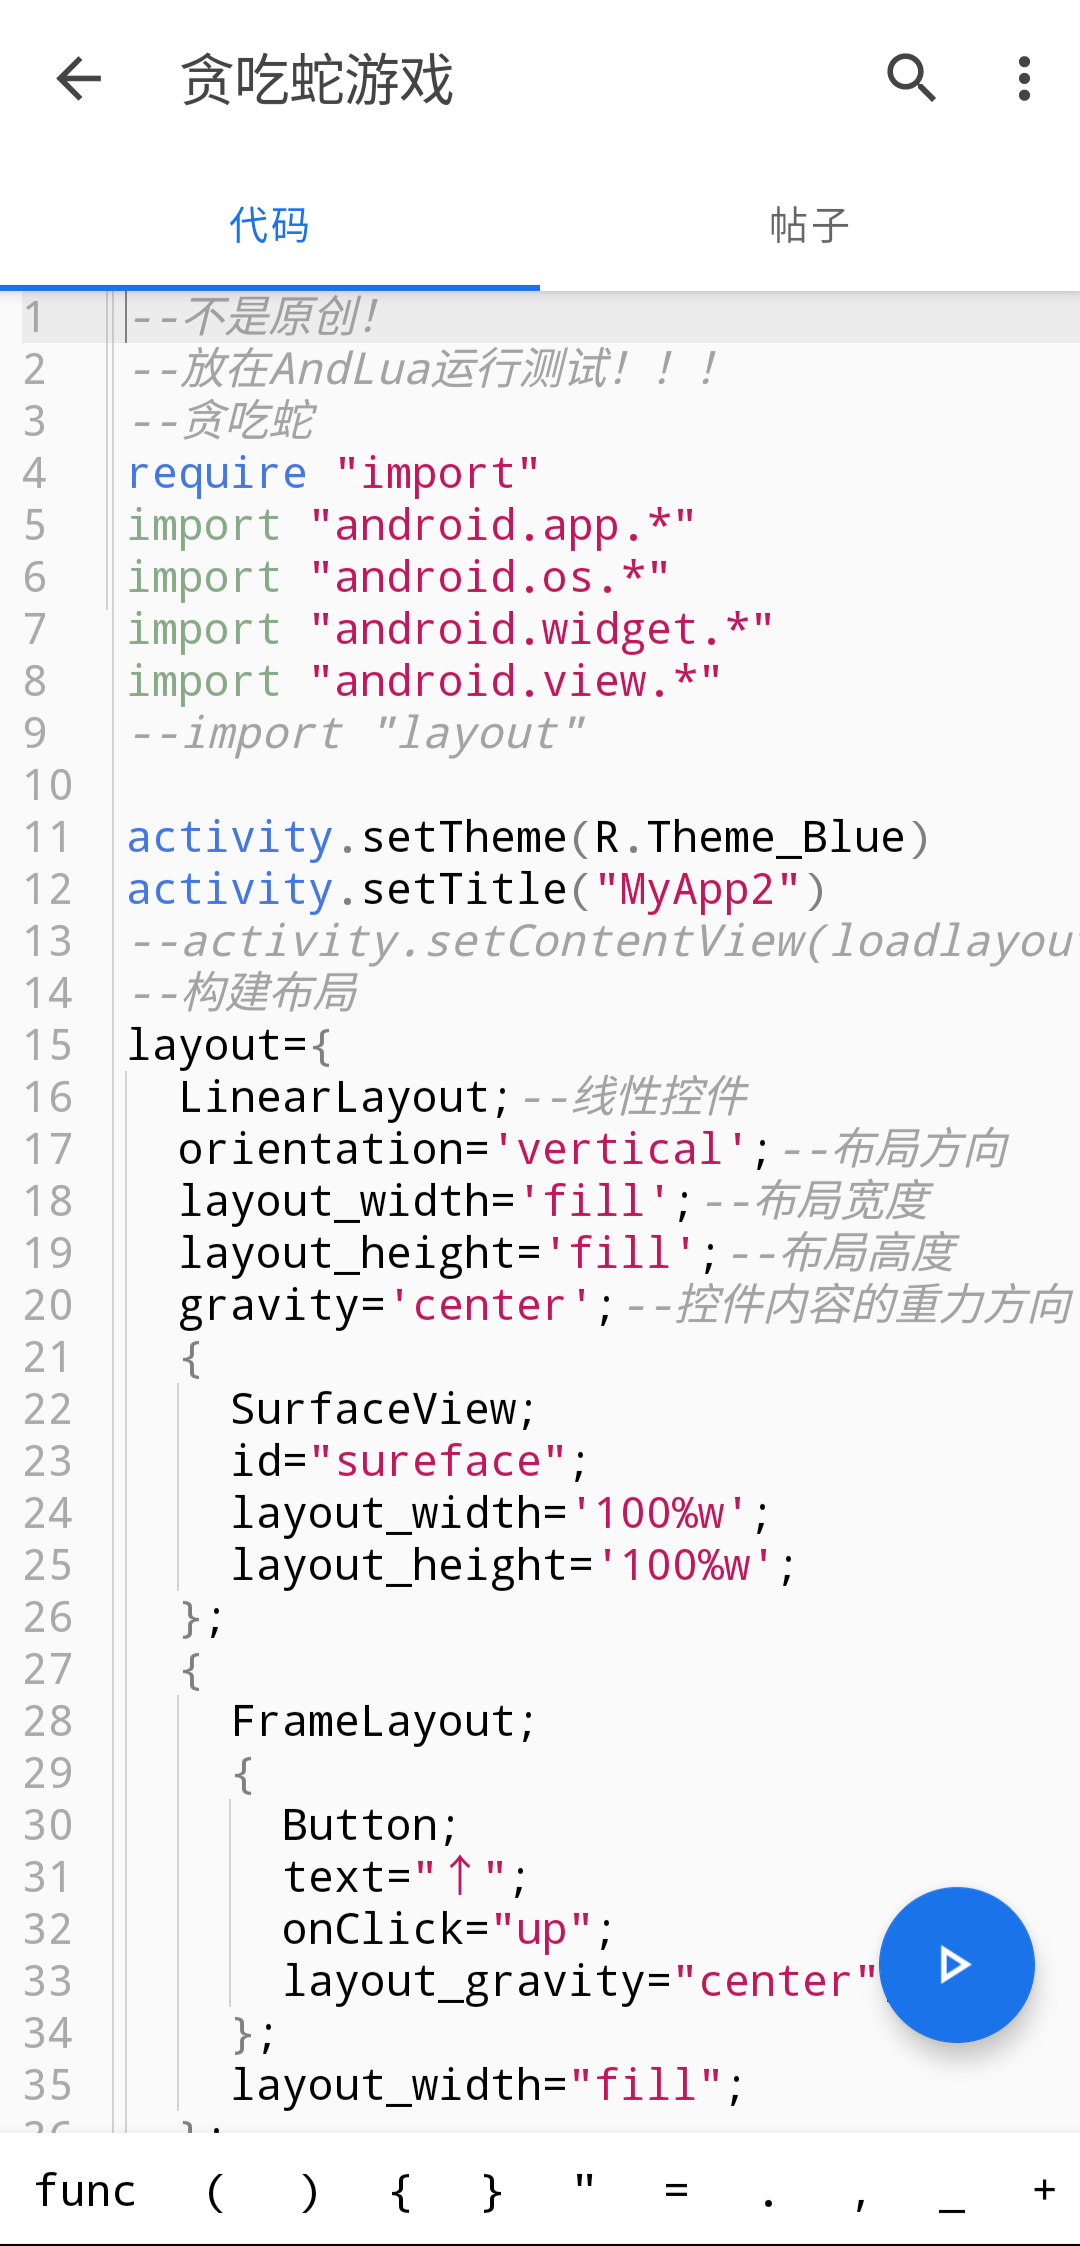 贪吃蛇游戏
代码 帖子
1 --不是原创!
2 --放在AndLua运行测试!!!
3 --贪吃蛇
4 require "import"
5 import "android.app.*"
6 import "android.os.*"
7 import "android.widget.*"
8 import "android.view.*"
9 --import "layout"
10
11 activity.setTheme(R.Theme_Blue)
12 activity.setTitle("MyApp2")
13 --activity.setContentView(loadlayou
14 --构建布局
15 layout={
16 LinearLayout;--线性控件
17 orientation='vertical';--布局方向
18 layout_width='fill';--布局宽度
19 layout_height='fill';--布局高度
20 gravity='center';--控件内容的重力方向
21 {
22 SurfaceView;
23 id="sureface";
24 layout_width='100%w';
25 layout_height='100%w';
26 };
27 {
28 FrameLayout;
29 {
30 Button;
31 text="↑";
32 onClick="up";
33 layout_gravity="center"
34 };
35 layout_width="fill";
func ( ) { } " = . , _ +